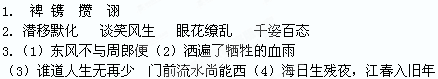 1. 裨 镌 攒 诩
2. 潜移默化 谈笑风生 眼花缭乱 千姿百态
3.(1)东风不与周郎便(2)洒遍了牺牲的血雨
(3)谁道人生无再少 门前流水尚能西(4)海日生残夜,江春入旧年